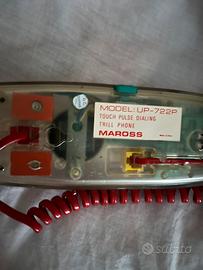 MODEL: UP-722P
TOUCH PULSE DIALING
TRILL PHONE
MAROSS
subito